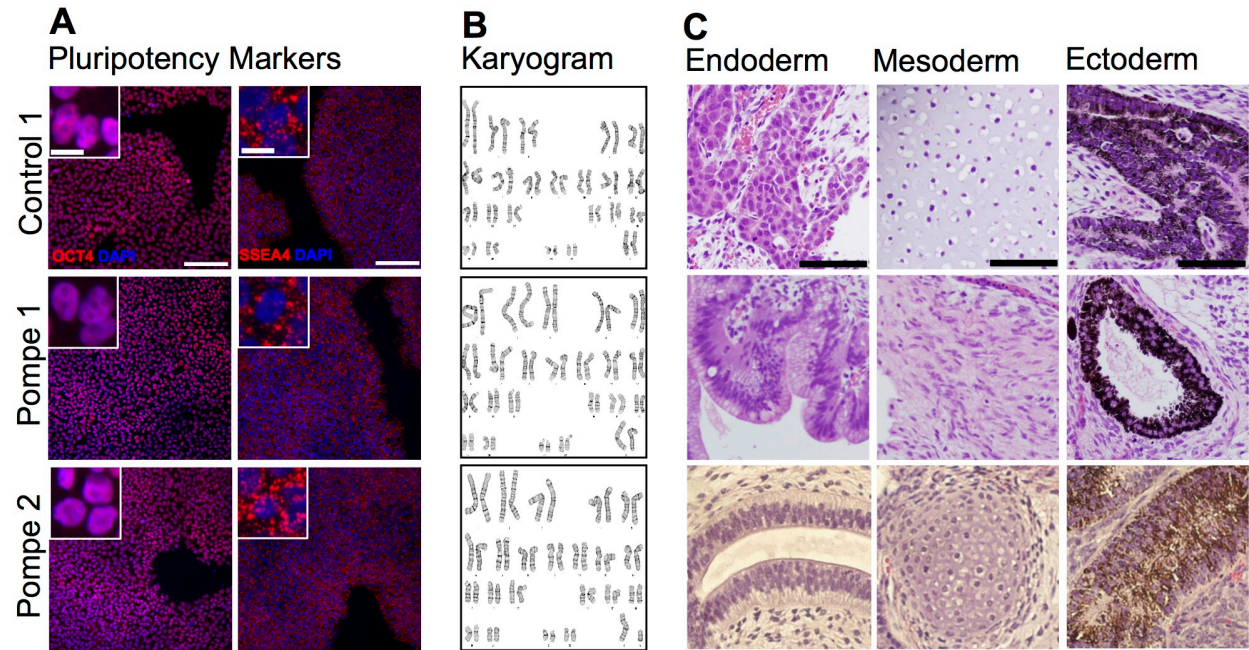 A
Pluripotency Markers
B
Karyogram
C
Endoderm Mesoderm Ectoderm
Control 1
OCT4 DAPI
SSEA4 DAPI
Pompe 1
Pompe 2